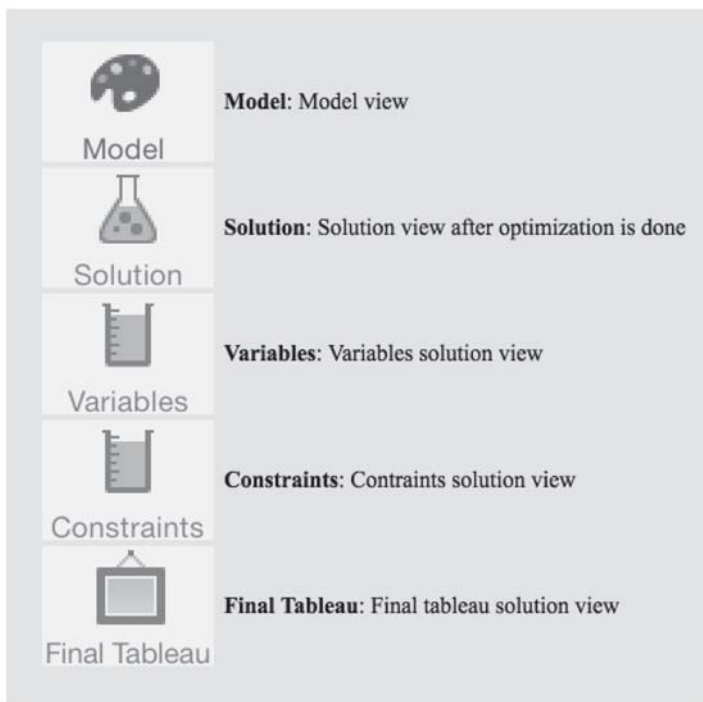 Model
Model: Model view
Solution
Solution: Solution view after optimization is done
Variables
Variables: Variables solution view
Constraints
Constraints: Contraints solution view
Final Tableau
Final Tableau: Final tableau solution view